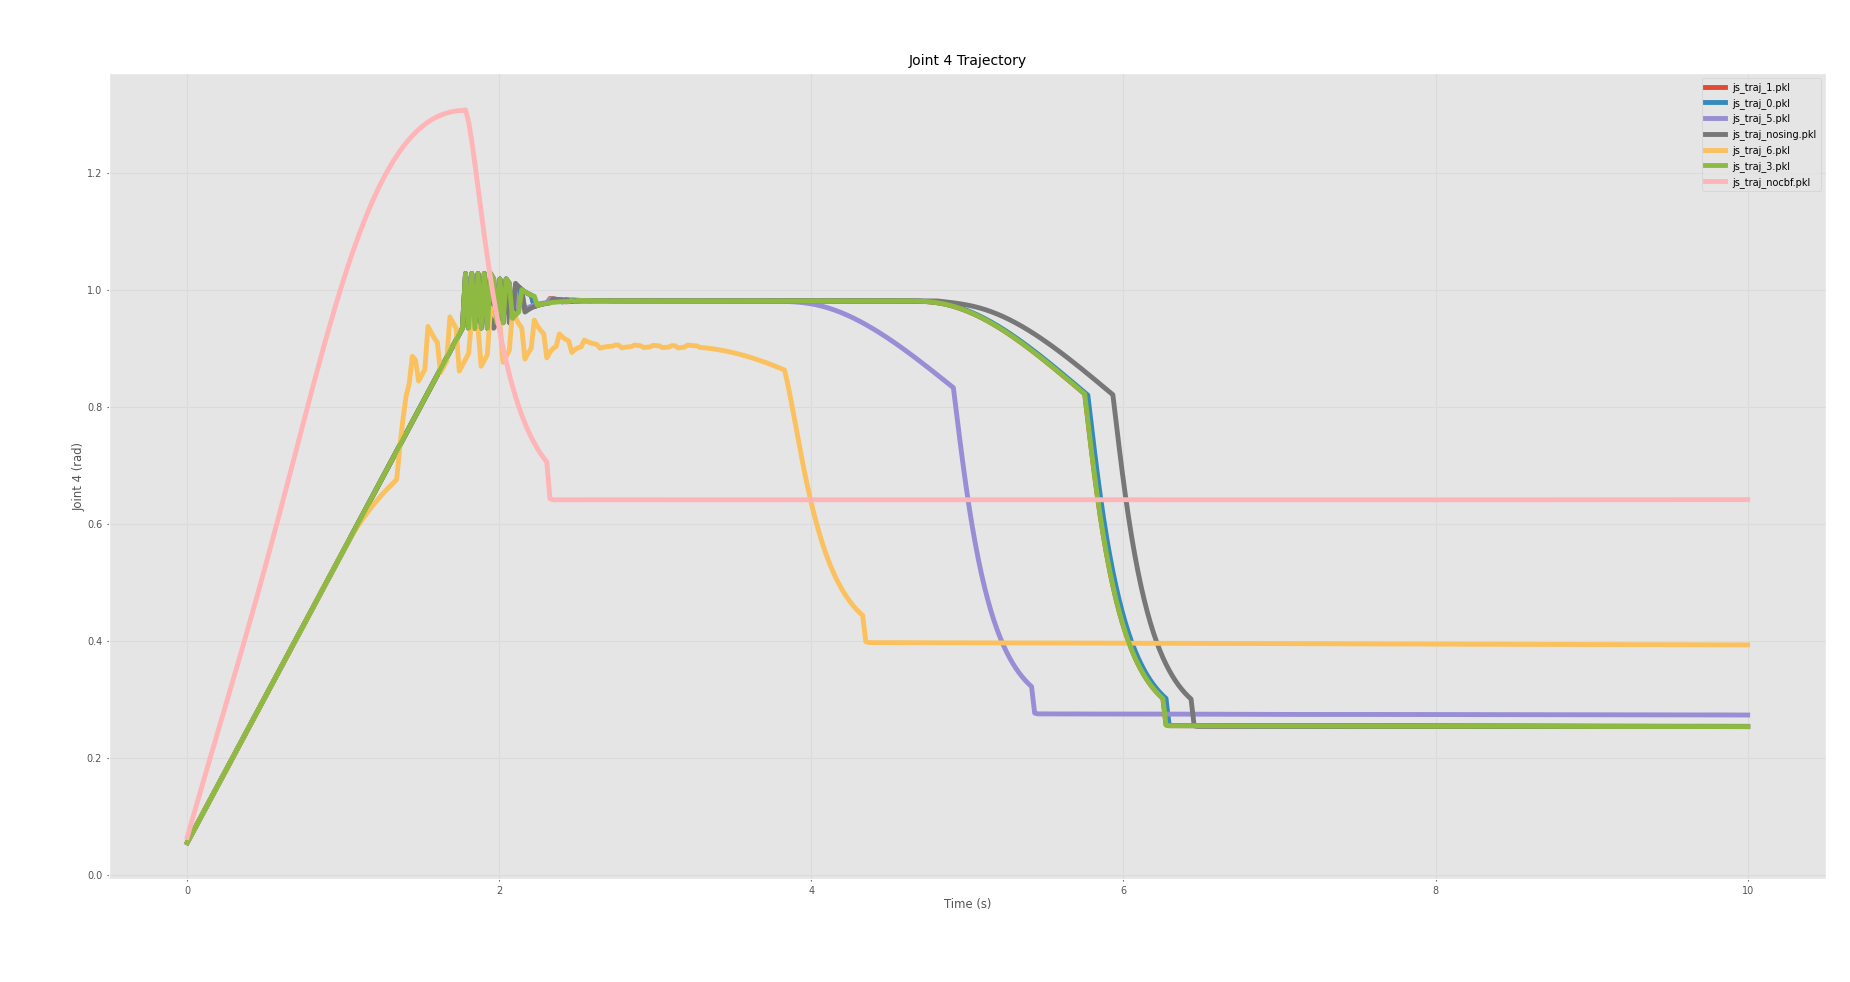 Joint 4 Trajectory
js_traj_1.pkl
js_traj_0.pkl
js_traj_5.pkl
js_traj_nosing.pkl
js_traj_6.pkl
js_traj_3.pkl
js_traj_nocbf.pkl
1.2
1.0
0.8
0.6
0.4
0.2
0.0
Joint 4 (rad)
0 2 4 6 8 10
Time (s)